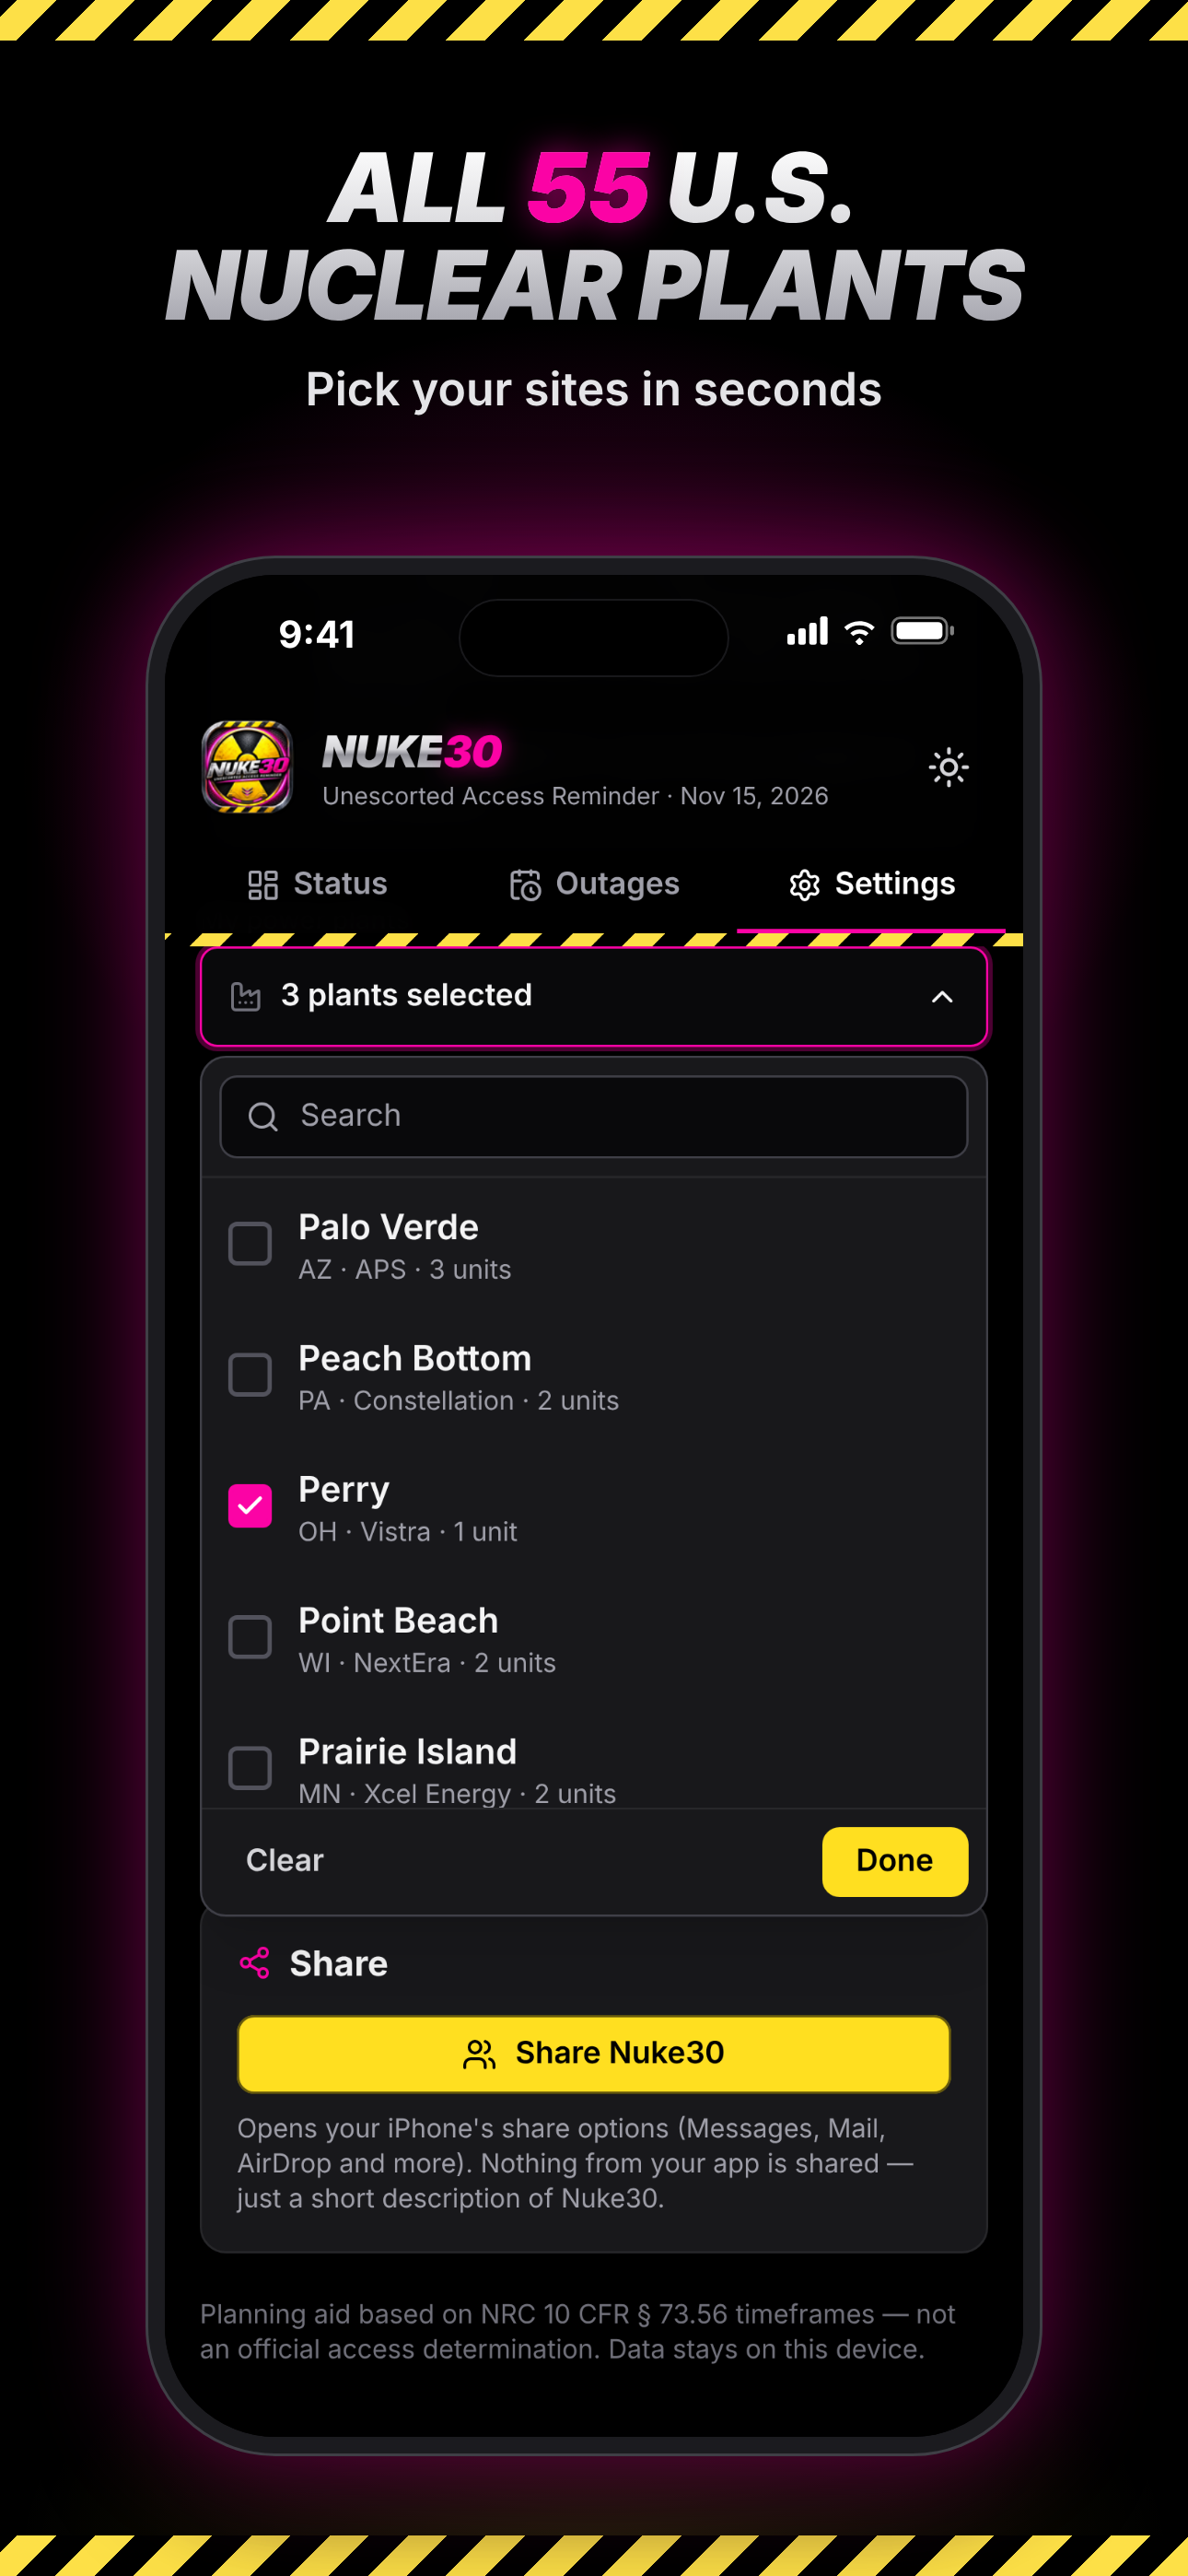 ALL 55 U.S.
NUCLEAR PLANTS
Pick your sites in seconds
9:41
NUKE30
NUKE30
UNESCORTED ACCESS REMINDER
Unescorted Access Reminder · Nov 15, 2026
Status
Outages
Settings
3 plants selected
Search
Palo Verde
AZ · APS · 3 units
Peach Bottom
PA · Constellation · 2 units
Perry
OH · Vistra · 1 unit
Point Beach
WI · NextEra · 2 units
Prairie Island
MN · Xcel Energy · 2 units
Clear
Done
Share
Share Nuke30
Opens your iPhone's share options (Messages, Mail,
AirDrop and more). Nothing from your app is shared —
just a short description of Nuke30.
Planning aid based on NRC 10 CFR § 73.56 timeframes — not
an official access determination. Data stays on this device.